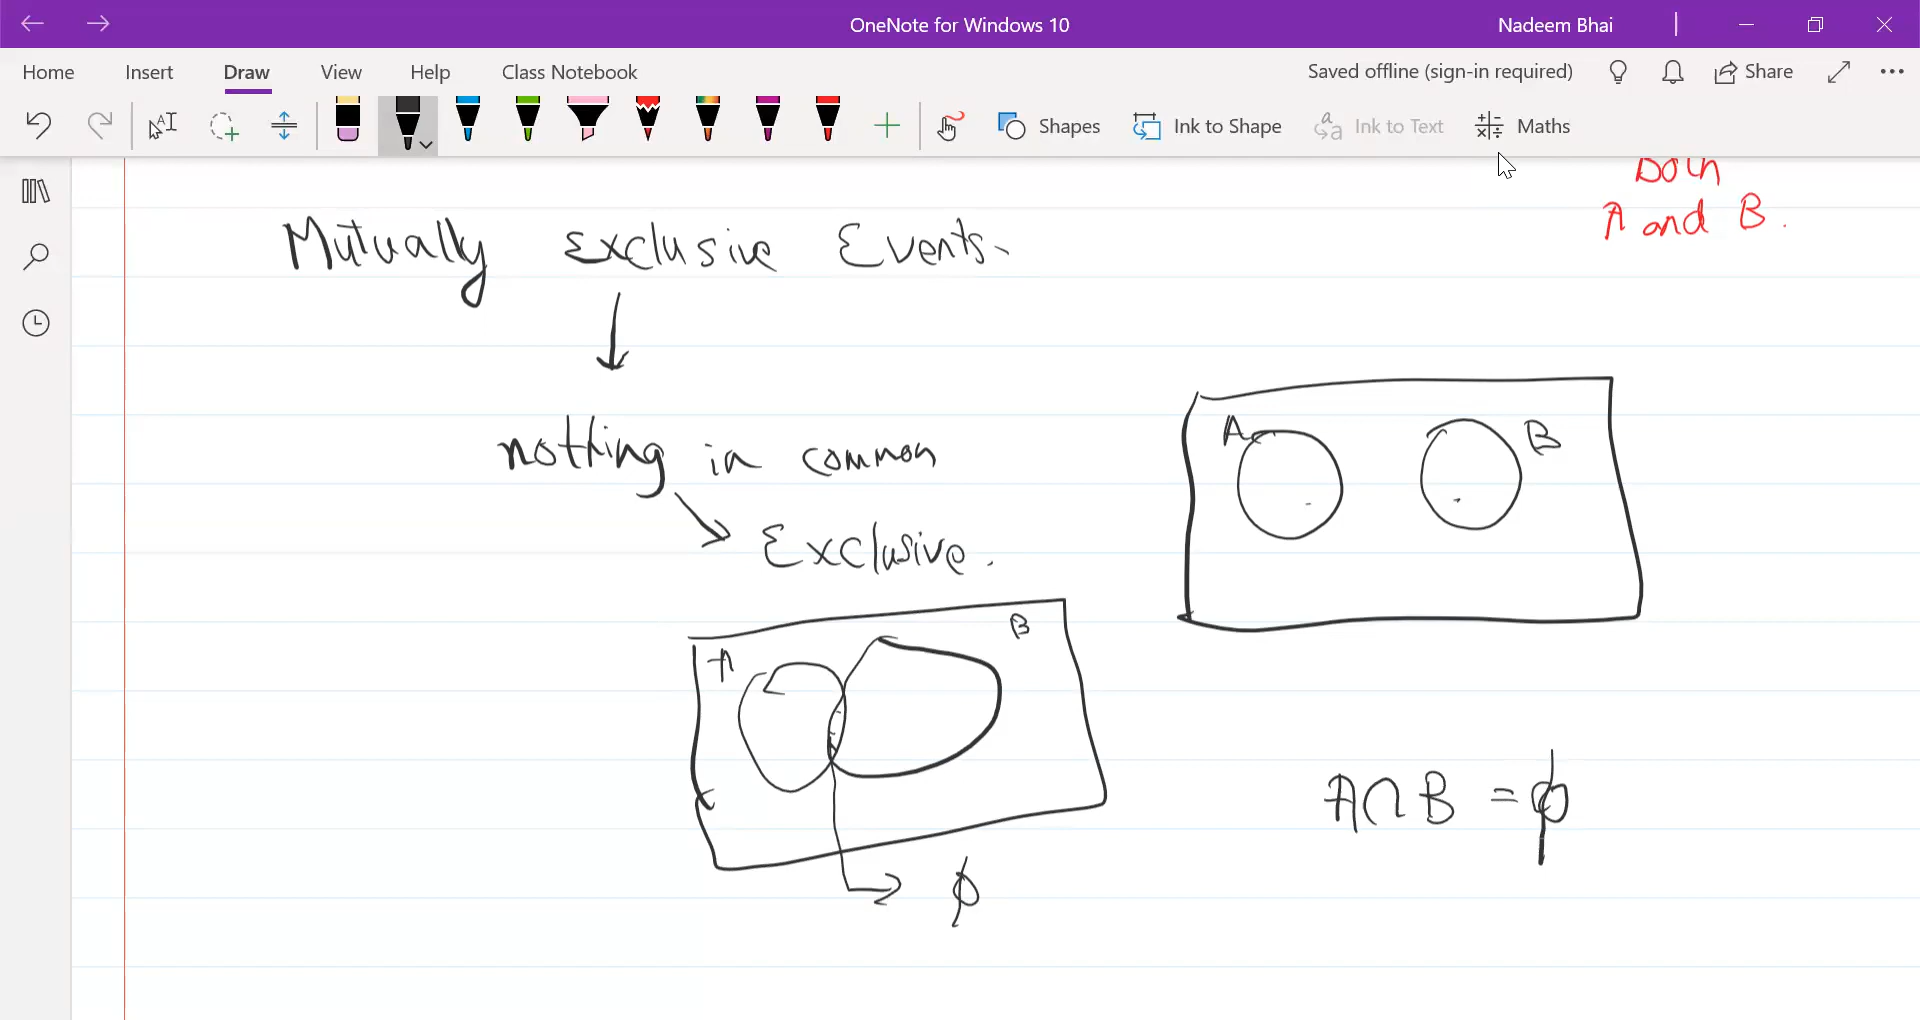 OneNote for Windows 10
Nadeem Bhai
Home Insert Draw View Help Class Notebook
Saved offline (sign-in required)
Share
Shapes
Ink to Shape
Ink to Text
Maths
Both
A and B.
Mutually Exclusive Events.
nothing in common
Exclusive.
A B
A B
A∩B = ϕ
ϕ